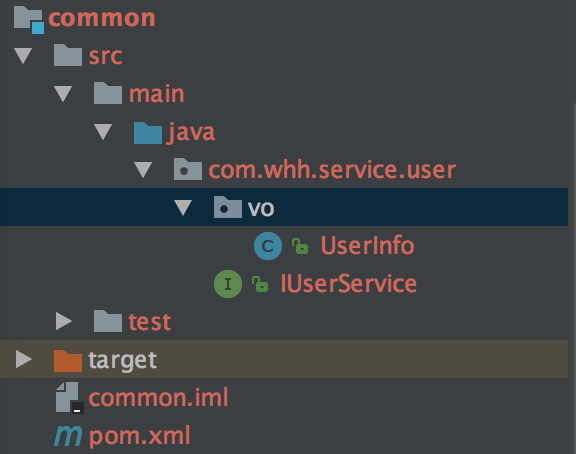 common
src
main
java
com.whh.service.user
vo
C UserInfo
I IUserService
test
target
common.iml
m pom.xml